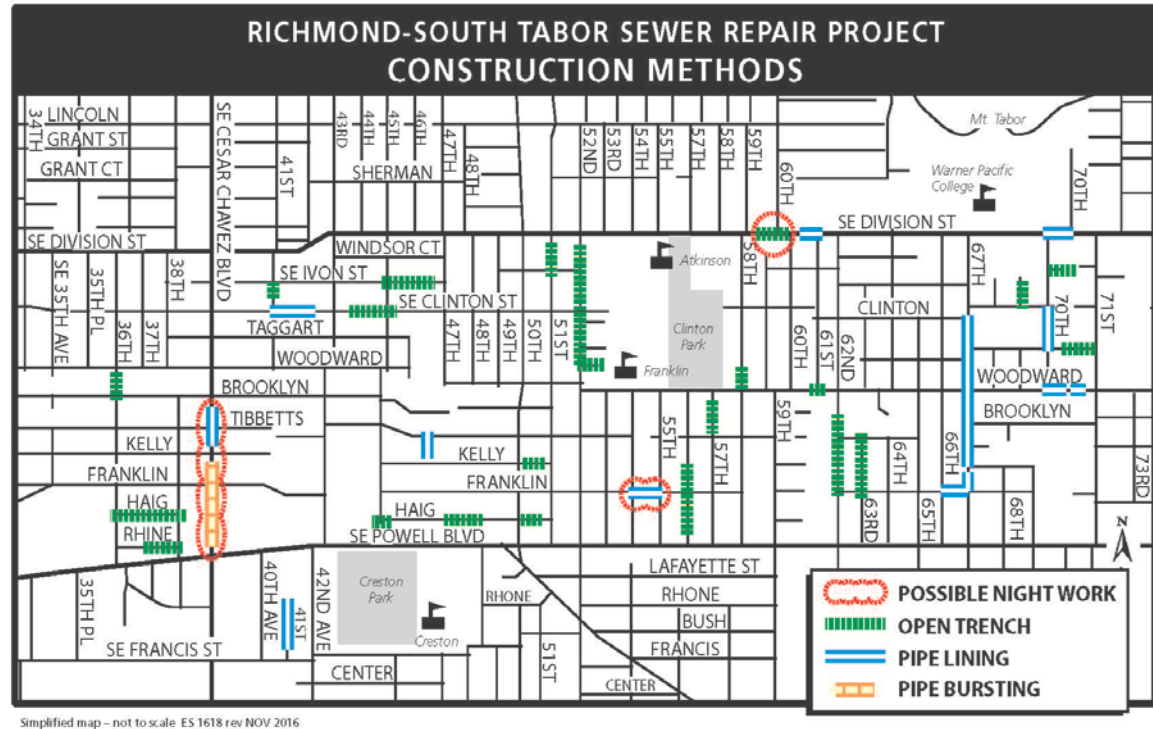 RICHMOND-SOUTH TABOR SEWER REPAIR PROJECT
CONSTRUCTION METHODS
34TH
LINCOLN
GRANT ST
GRANT CT
SE CESAR CHAVEZ BLVD
41ST
43RD
44TH
45TH
46TH
47TH
48TH
SHERMAN
52ND
53RD
54TH
55TH
57TH
58TH
59TH
60TH
Mt. Tabor
Warner Pacific
College
70TH
SE DIVISION ST
SE DIVISION ST
WINDSOR CT
SE 35TH AVE
35TH PL
36TH
37TH
38TH
SE IVON ST
SE CLINTON ST
TAGGART
WOODWARD
47TH
48TH
49TH
50TH
51ST
Atkinson
Clinton
Park
Franklin
58TH
60TH
61ST
62ND
CLINTON
67TH
70TH
71ST
WOODWARD
BROOKLYN
BROOKLYN
TIBBETTS
KELLY
KELLY
FRANKLIN
FRANKLIN
55TH
57TH
59TH
63RD
64TH
65TH
66TH
68TH
73RD
HAIG
HAIG
RHINE
SE POWELL BLVD
N
35TH PL
40TH AVE
41ST
42ND AVE
Creston
Park
Creston
RHONE
51ST
LAFAYETTE ST
RHONE
BUSH
FRANCIS
CENTER
SE FRANCIS ST
CENTER
POSSIBLE NIGHT WORK
OPEN TRENCH
PIPE LINING
PIPE BURSTING
Simplified map – not to scale ES 1618 rev NOV 2016